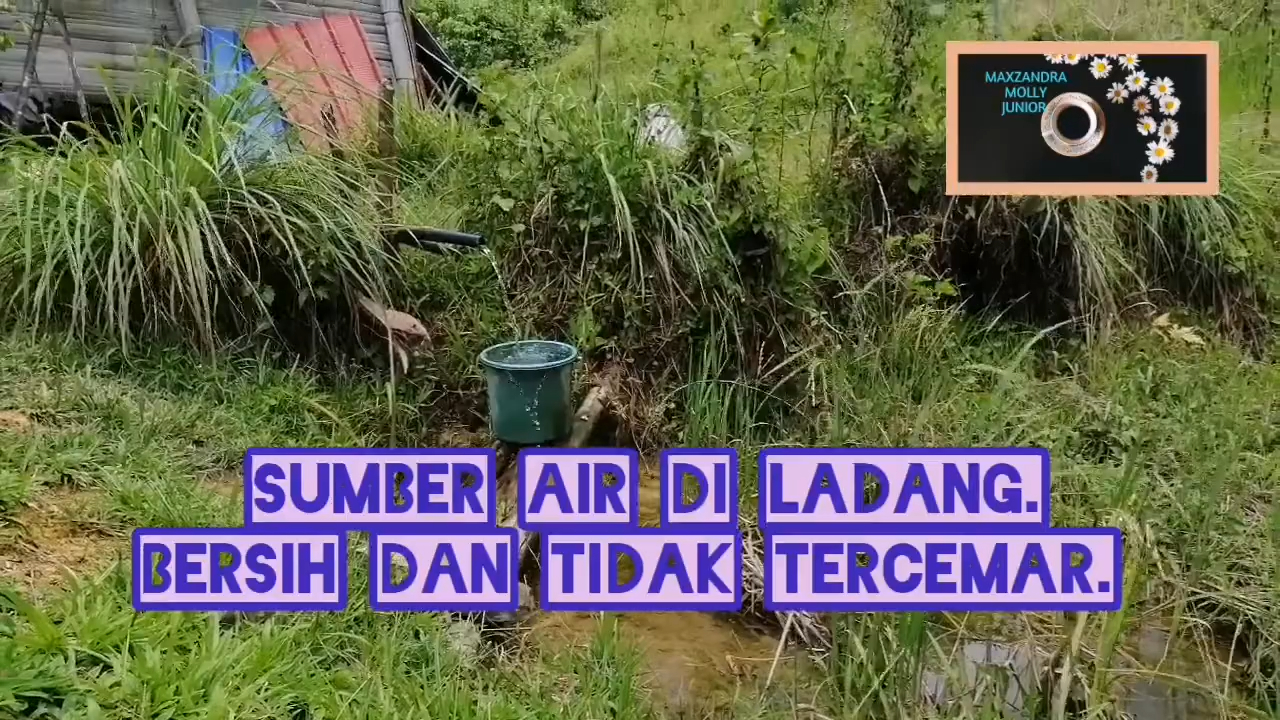 MAXZANDRA
MOLLY
JUNIOR
SUMBER AIR DI LADANG.
BERSIH DAN TIDAK TERCEMAR.